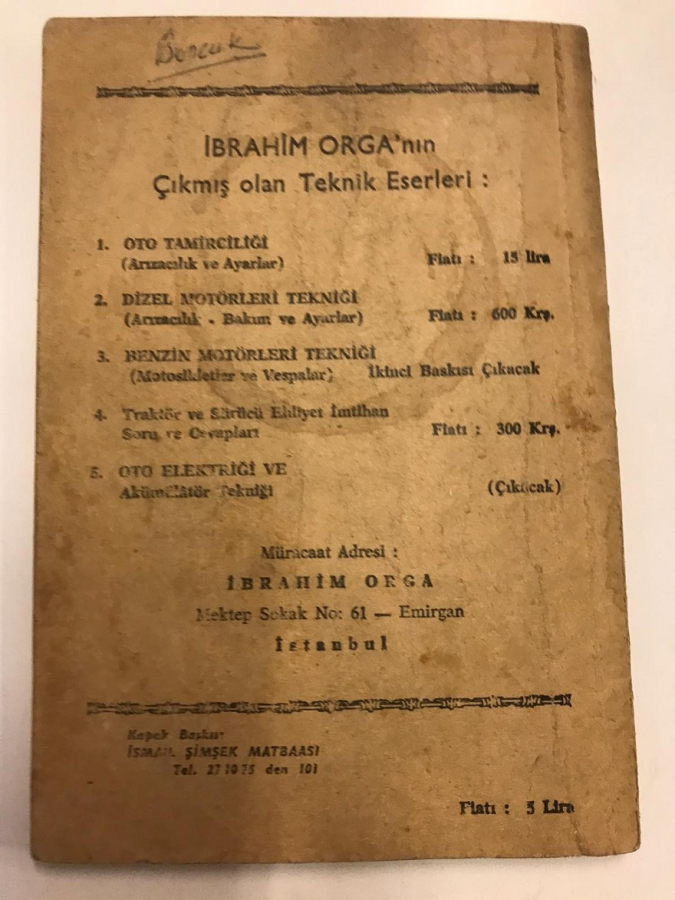 Boncuk
İBRAHİM ORGA'nın
Çıkmış olan Teknik Eserleri :
1. OTO TAMİRCİLİĞİ
(Arızacılık ve Ayarlar) Fiatı : 15 lira
2. DİZEL MOTÖRLERİ TEKNİĞİ
(Arızacılık - Bakım ve Ayarlar) Fiatı : 600 Krş.
3. BENZİN MOTÖRLERİ TEKNİĞİ
(Motosikletler ve Vespalar) İkinci Baskısı Çıkacak
4. Traktör ve Sürücü Ehliyet İmtihan
Soru ve Cevapları Fiatı : 300 Krş.
5. OTO ELEKTRİĞİ VE
Akümülâtör Tekniği (Çıkacak)
Müracaat Adresi :
İBRAHİM ORGA
Mektep Sokak No: 61 — Emirgan
İstanbul
Kapak Baskısı
İSMAİL ŞİMŞEK MATBAASI
Tel. 27 10 75 den 101
Fiatı : 5 Lira